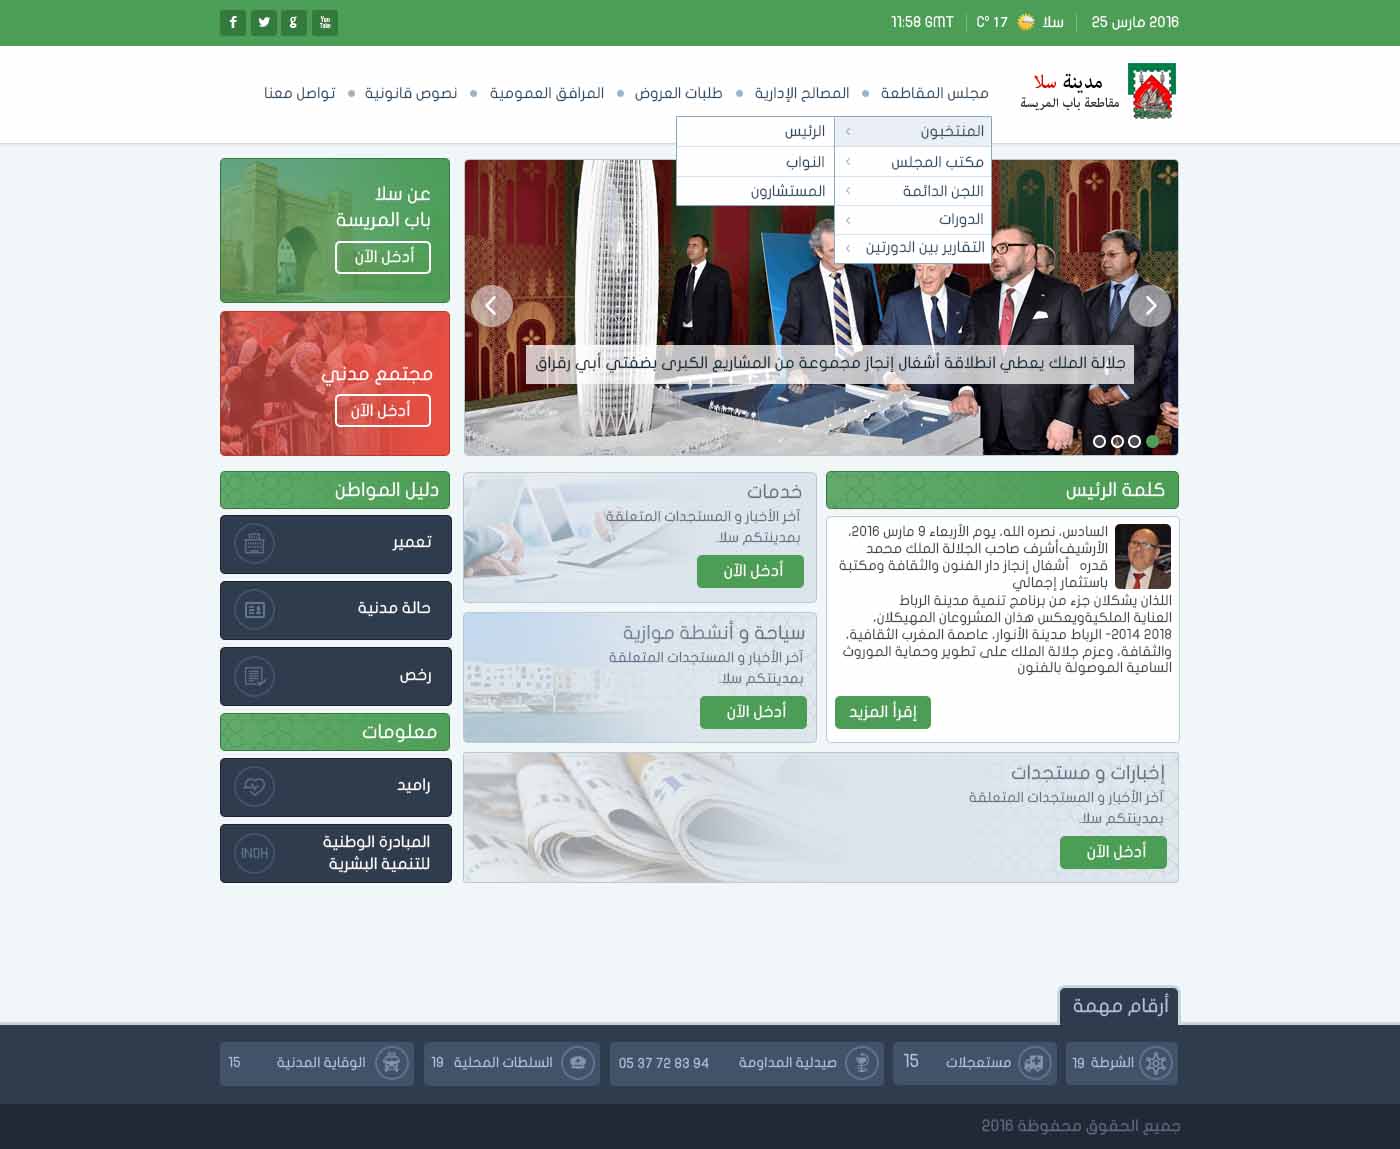 25 مارس 2016
سلا
17 °C
11:58 GMT
You Tube
مدينة سلا
مقاطعة باب المريسة
مجلس المقاطعة
المصالح الإدارية
طلبات العروض
المرافق العمومية
نصوص قانونية
تواصل معنا
المنتخبون
مكتب المجلس
اللجن الدائمة
الدورات
التقارير بين الدورتين
الرئيس
النواب
المستشارون
جلالة الملك يعطي انطلاقة أشغال إنجاز مجموعة من المشاريع الكبرى بضفتي أبي رقراق
عن سلا
باب المريسة
أدخل الآن
مجتمع مدني
أدخل الآن
كلمة الرئيس
السادس، نصره الله، يوم الأربعاء 9 مارس 2016،
الأرشيفأشرف صاحب الجلالة الملك محمد
قدره أشغال إنجاز دار الفنون والثقافة ومكتبة
باستثمار إجمالي
اللذان يشكلان جزء من برنامج تنمية مدينة الرباط
العناية الملكيةويعكس هذان المشروعان المهيكلان،
2018 2014- الرباط مدينة الأنوار، عاصمة المغرب الثقافية،
والثقافة، وعزم جلالة الملك على تطوير وحماية الموروث
السامية الموصولة بالفنون
إقرأ المزيد
خدمات
آخر الأخبار و المستجدات المتعلقة
بمدينتكم سلا.
أدخل الآن
سياحة و أنشطة موازية
آخر الأخبار و المستجدات المتعلقة
بمدينتكم سلا.
أدخل الآن
إخبارات و مستجدات
آخر الأخبار و المستجدات المتعلقة
بمدينتكم سلا.
أدخل الآن
دليل المواطن
تعمير
حالة مدنية
رخص
معلومات
راميد
المبادرة الوطنية
للتنمية البشرية
INDH
أرقام مهمة
الشرطة 19
مستعجلات 15
صيدلية المداومة 05 37 72 83 94
السلطات المحلية 19
الوقاية المدنية 15
جميع الحقوق محفوظة 2016